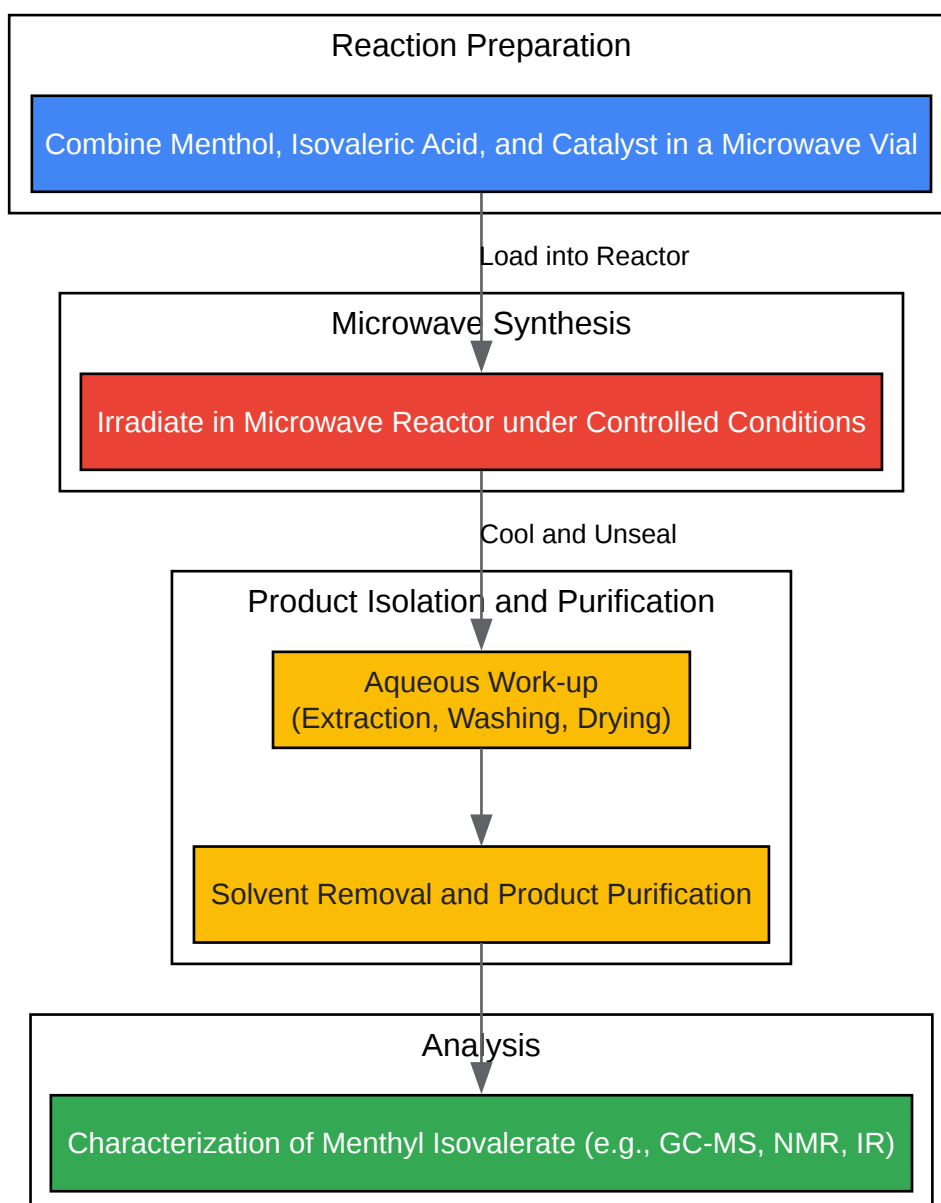 Reaction Preparation
Combine Menthol, Isovaleric Acid, and Catalyst in a Microwave Vial
Load into Reactor
Microwave Synthesis
Irradiate in Microwave Reactor under Controlled Conditions
Cool and Unseal
Product Isolation and Purification
Aqueous Work-up
(Extraction, Washing, Drying)
Solvent Removal and Product Purification
Analysis
Characterization of Menthyl Isovalerate (e.g., GC-MS, NMR, IR)